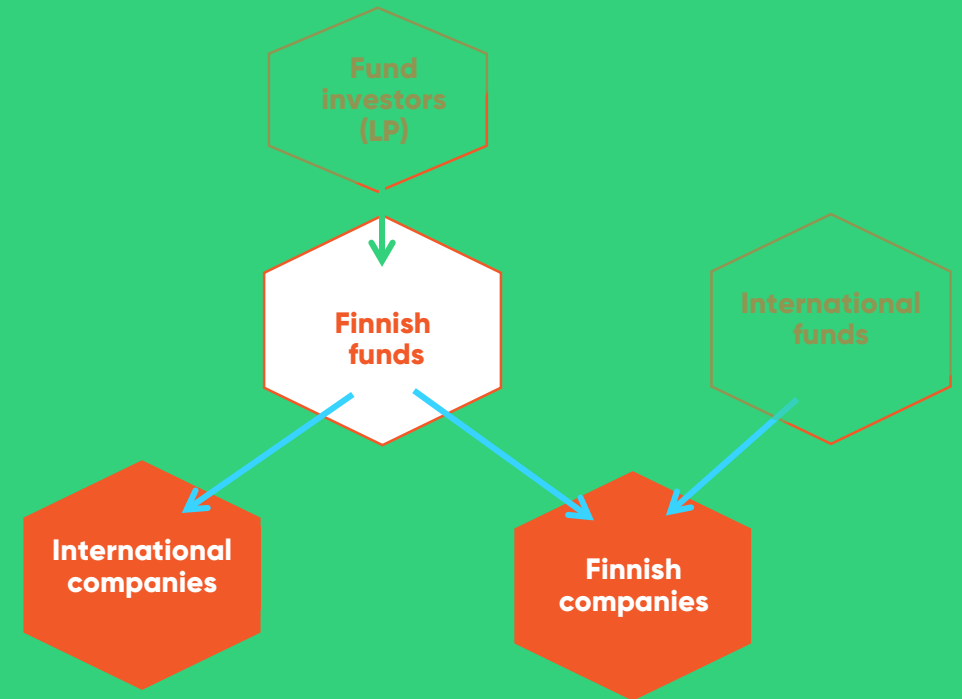 Fund
investors
(LP)
Finnish
funds
International
funds
International
companies
Finnish
companies